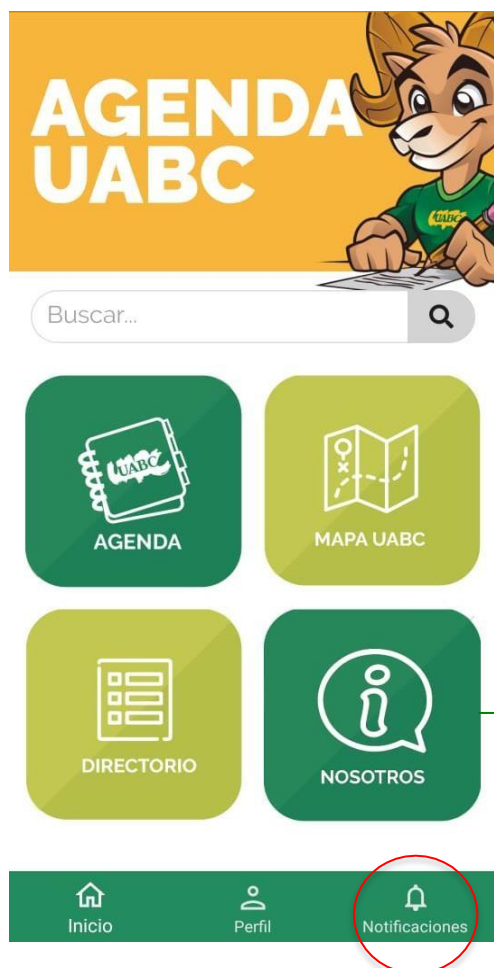 AGENDA
UABC
UABC
Buscar...
UABC
AGENDA
MAPA UABC
DIRECTORIO
NOSOTROS
Inicio
Perfil
Notificaciones